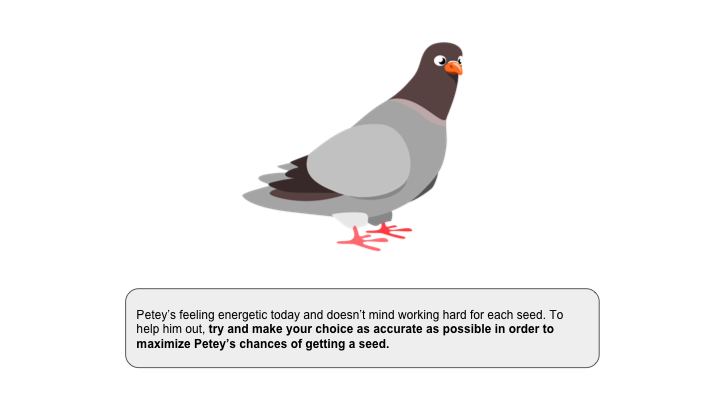 Petey’s feeling energetic today and doesn’t mind working hard for each seed. To
help him out, try and make your choice as accurate as possible in order to
maximize Petey’s chances of getting a seed.